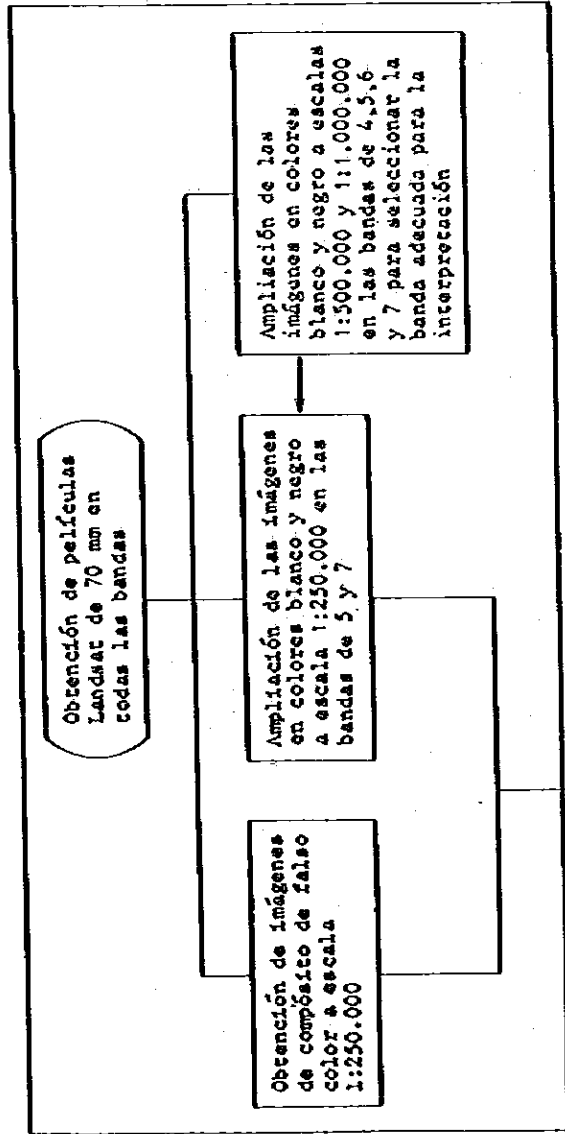 Obtención de películas
Landsat de 70 mm en
todas las bandas
Obtención de imágenes
de compósito de falso
color a escala
1:250.000
Ampliación de las imágenes
en colores blanco y negro
a escala 1:250.000 en las
bandas de 5 y 7
Ampliación de las
imágenes en colores
blanco y negro a escalas
1:500.000 y 1:1.000.000
en las bandas de 4,5,6
y 7 para seleccionar la
banda adecuada para la
interpretación